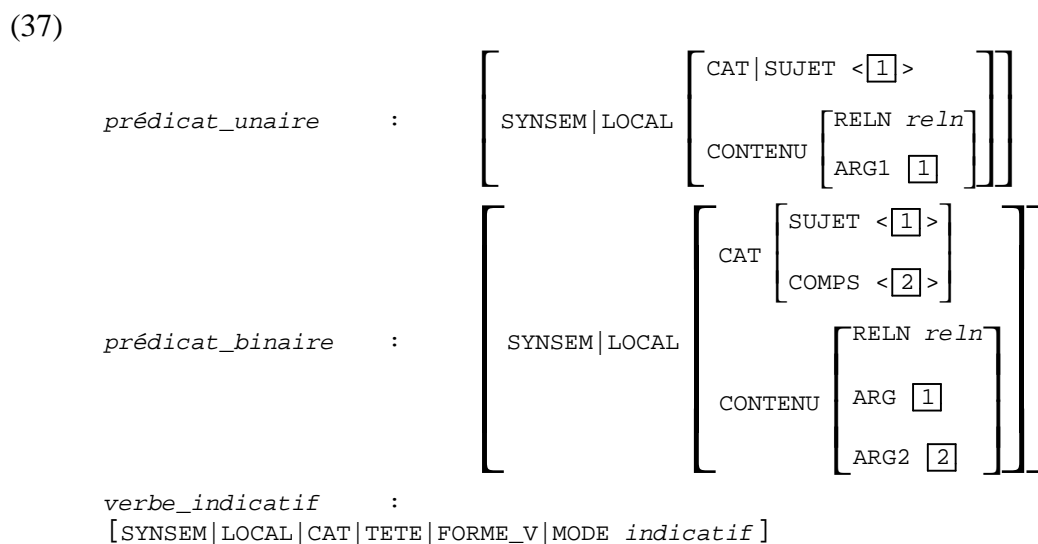 (37)
CAT|SUJET <1>
prédicat_unaire : SYNSEM|LOCAL
RELN reln
CONTENU
ARG1 1
SUJET <1>
CAT
COMPS <2>
prédicat_binaire : SYNSEM|LOCAL
RELN reln
CONTENU ARG 1
ARG2 2
verbe_indicatif :
[SYNSEM|LOCAL|CAT|TETE|FORME_V|MODE indicatif]